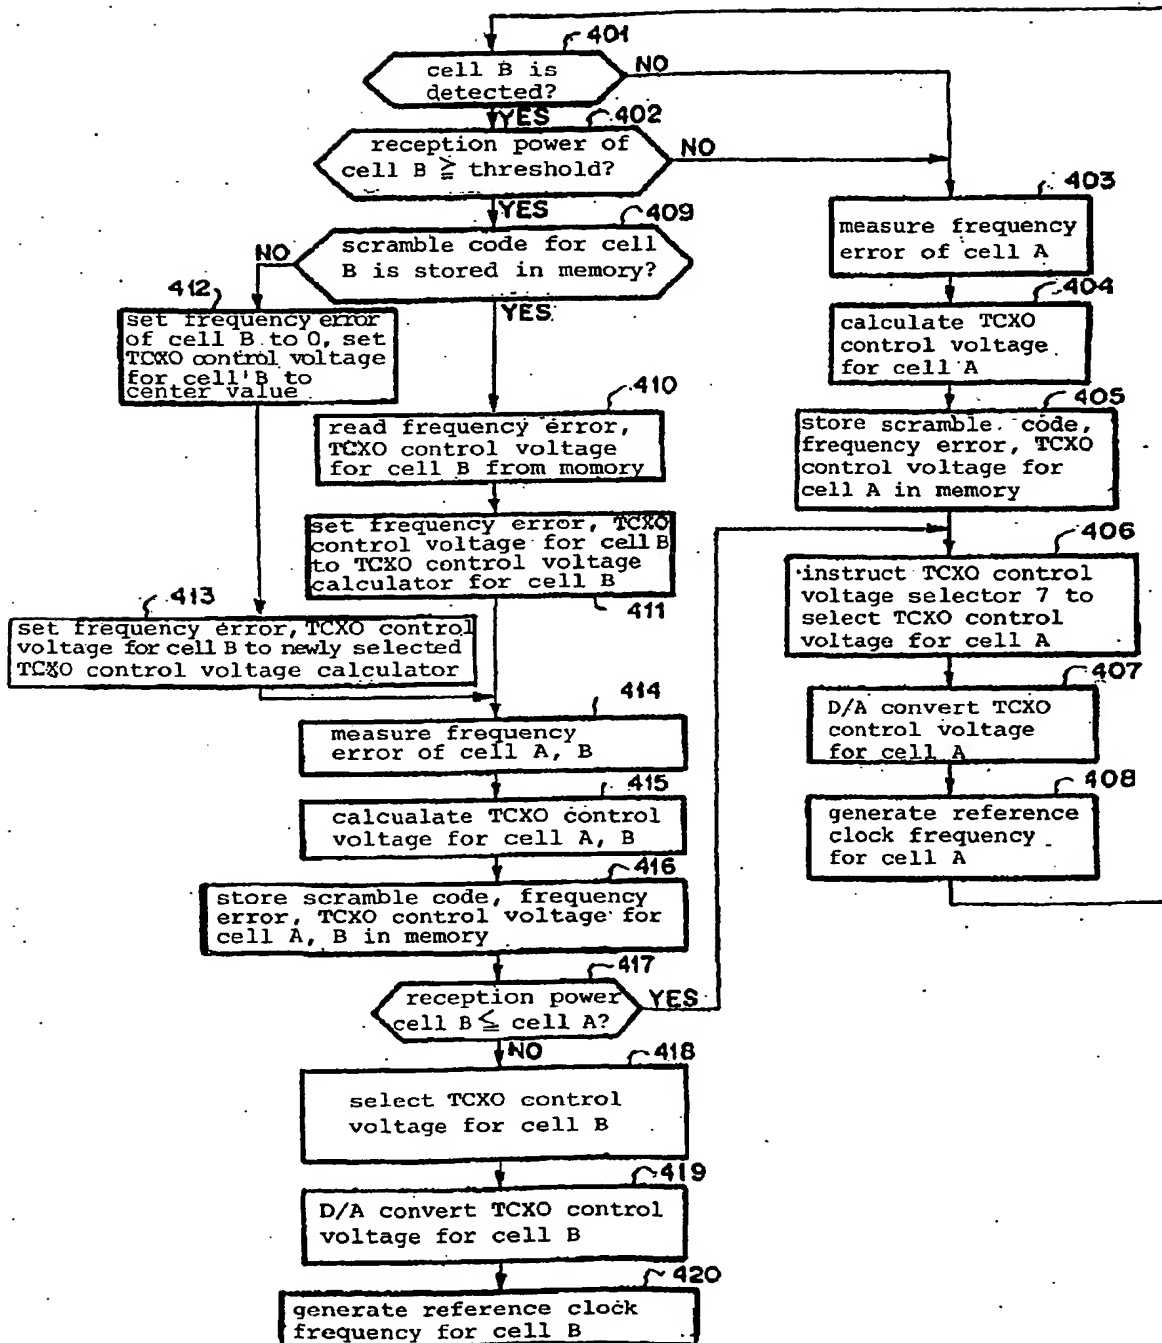 401
cell B is
detected?
NO
YES
402
reception power of
cell B ≧ threshold?
NO
YES
409
scramble code for cell
B is stored in memory?
NO
YES
412
set frequency error
of cell B to 0, set
TCXO control voltage
for cell B to
center value
410
read frequency error,
TCXO control voltage
for cell B from momory
set frequency error, TCXO
control voltage for cell B
to TCXO control voltage
calculator for cell B
411
413
set frequency error, TCXO control
voltage for cell B to newly selected
TCXO control voltage calculator
414
measure frequency
error of cell A, B
415
calcualate TCXO control
voltage for cell A, B
416
store scramble code, frequency
error, TCXO control voltage for
cell A, B in memory
417
reception power
cell B ≦ cell A?
YES
NO
418
select TCXO control
voltage for cell B
419
D/A convert TCXO control
voltage for cell B
420
generate reference clock
frequency for cell B
403
measure frequency
error of cell A
404
calculate TCXO
control voltage
for cell A
405
store scramble code,
frequency error, TCXO
control voltage for
cell A in memory
406
instruct TCXO control
voltage selector 7 to
select TCXO control
voltage for cell A
407
D/A convert TCXO
control voltage
for cell A
408
generate reference
clock frequency
for cell A